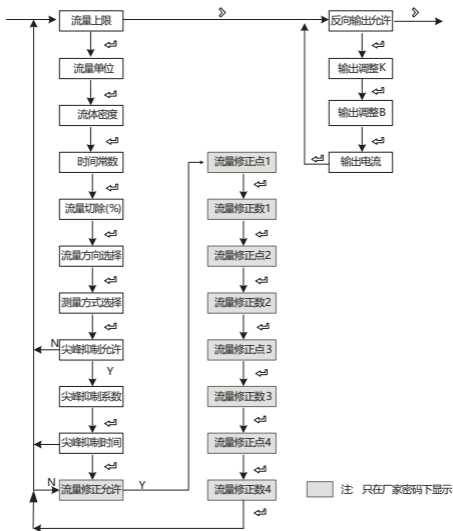 流量上限
流量单位
流体密度
时间常数
流量切除(%)
流量方向选择
测量方式选择
N
尖峰抑制允许
Y
尖峰抑制系数
尖峰抑制时间
N
流量修正允许
Y
流量修正点1
流量修正数1
流量修正点2
流量修正数2
流量修正点3
流量修正数3
流量修正点4
流量修正数4
反向输出允许
输出调整K
输出调整B
输出电流
注: 只在厂家密码下显示